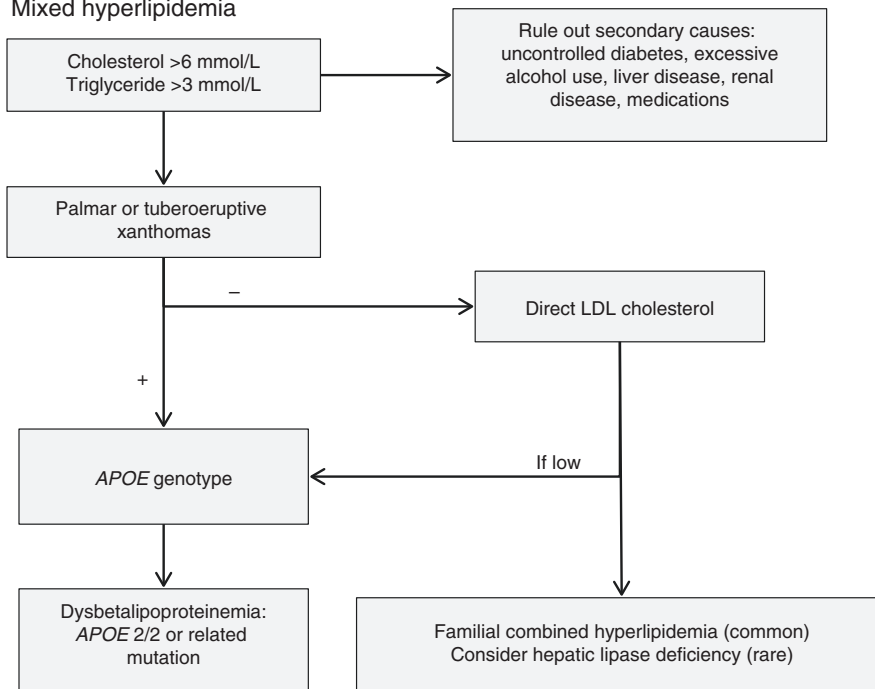 Mixed hyperlipidemia
Cholesterol >6 mmol/L
Triglyceride >3 mmol/L
Rule out secondary causes:
uncontrolled diabetes, excessive
alcohol use, liver disease, renal
disease, medications
Palmar or tuberoeruptive
xanthomas
–
Direct LDL cholesterol
+
If low
APOE genotype
Dysbetalipoproteinemia:
APOE 2/2 or related
mutation
Familial combined hyperlipidemia (common)
Consider hepatic lipase deficiency (rare)